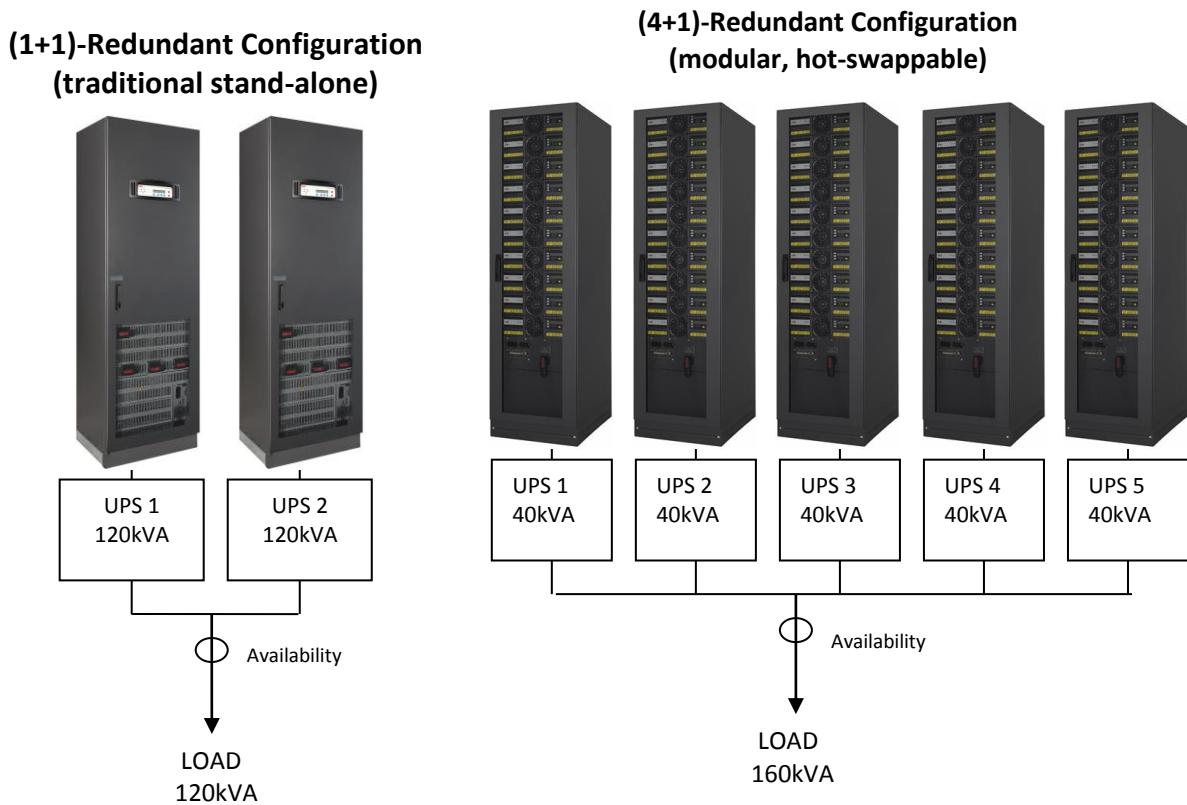 (1+1)-Redundant Configuration
(traditional stand-alone)
(4+1)-Redundant Configuration
(modular, hot-swappable)
UPS 1
120kVA
UPS 2
120kVA
UPS 1
40kVA
UPS 2
40kVA
UPS 3
40kVA
UPS 4
40kVA
UPS 5
40kVA
Availability
Availability
LOAD
120kVA
LOAD
160kVA